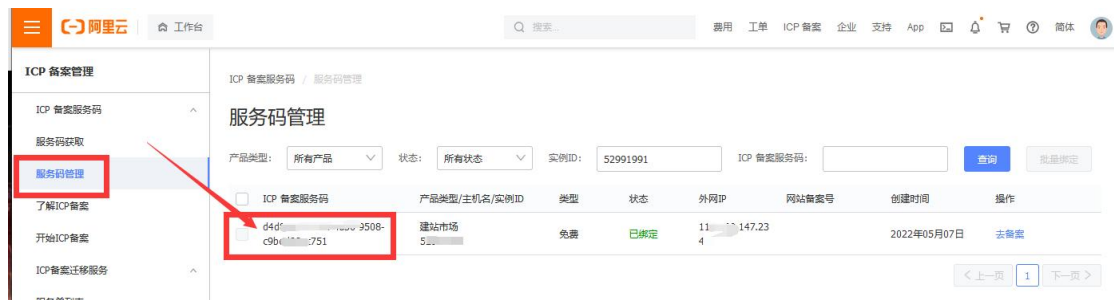 阿里云 工作台 搜索... 费用 工单 ICP 备案 企业 支持 App 简体
ICP 备案管理
ICP 备案服务码 / 服务码管理
ICP 备案服务码
服务码管理
服务码获取
产品类型: 所有产品 状态: 所有状态 实例ID: 52991991 ICP 备案服务码: 查询 批量绑定
服务码管理
ICP 备案服务码 产品类型/主机名/实例ID 类型 状态 外网IP 网站备案号 创建时间 操作
了解ICP备案
d4d 9508- 建站市场 免费 已绑定 11 147.23 2022年05月07日 去备案
c9b 751 5 4
开始ICP备案
ICP备案迁移服务
< 上一页 1 下一页 >